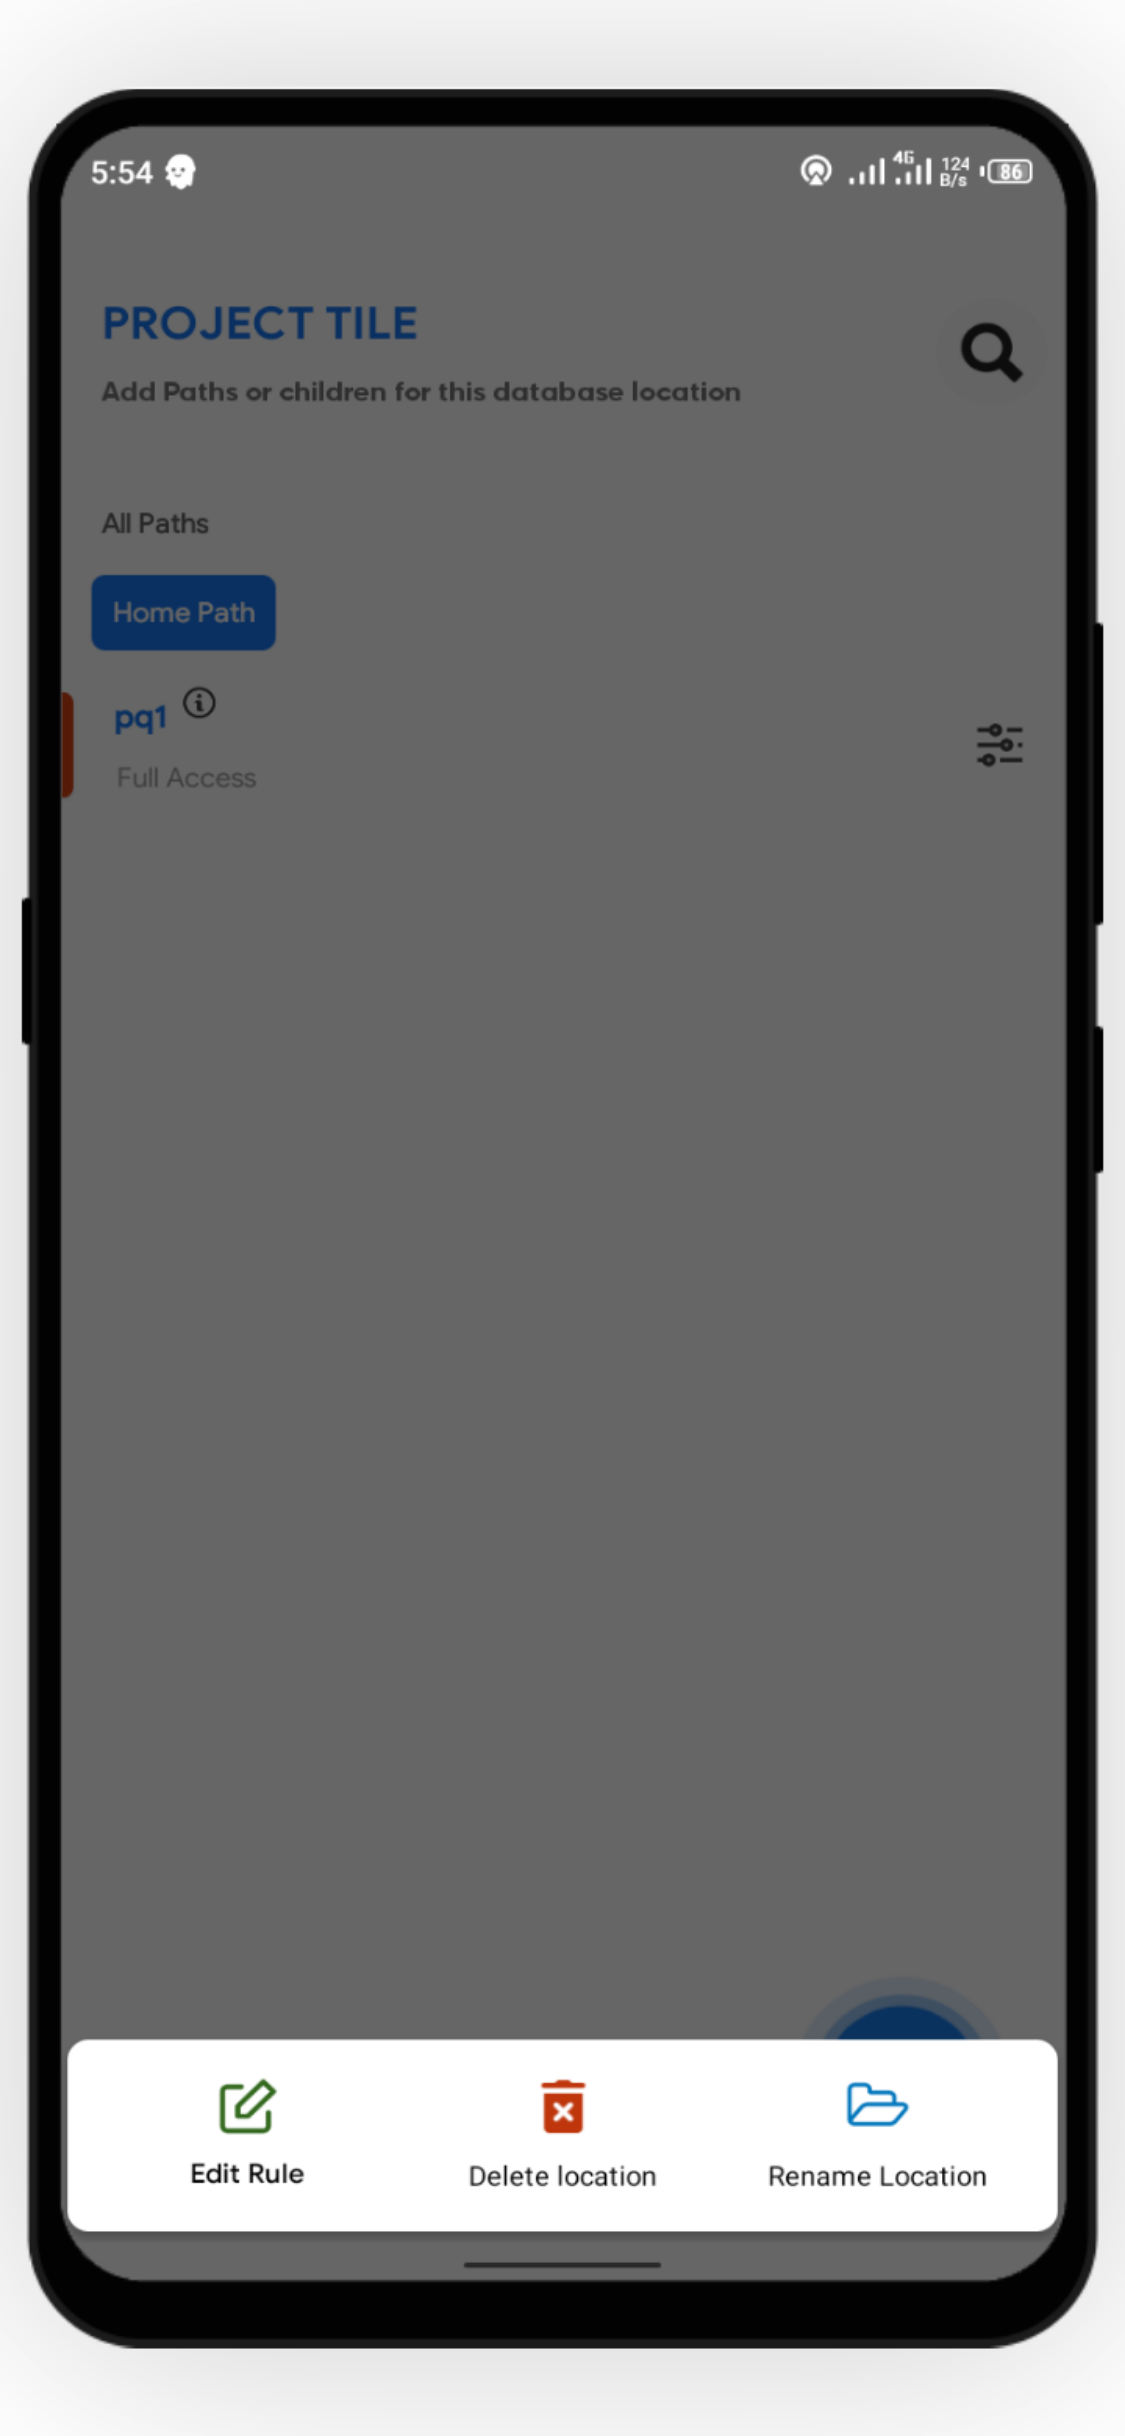 5:54
4G
124
B/s
86
PROJECT TILE
Add Paths or children for this database location
All Paths
Home Path
pq1
Full Access
Edit Rule
Delete location
Rename Location